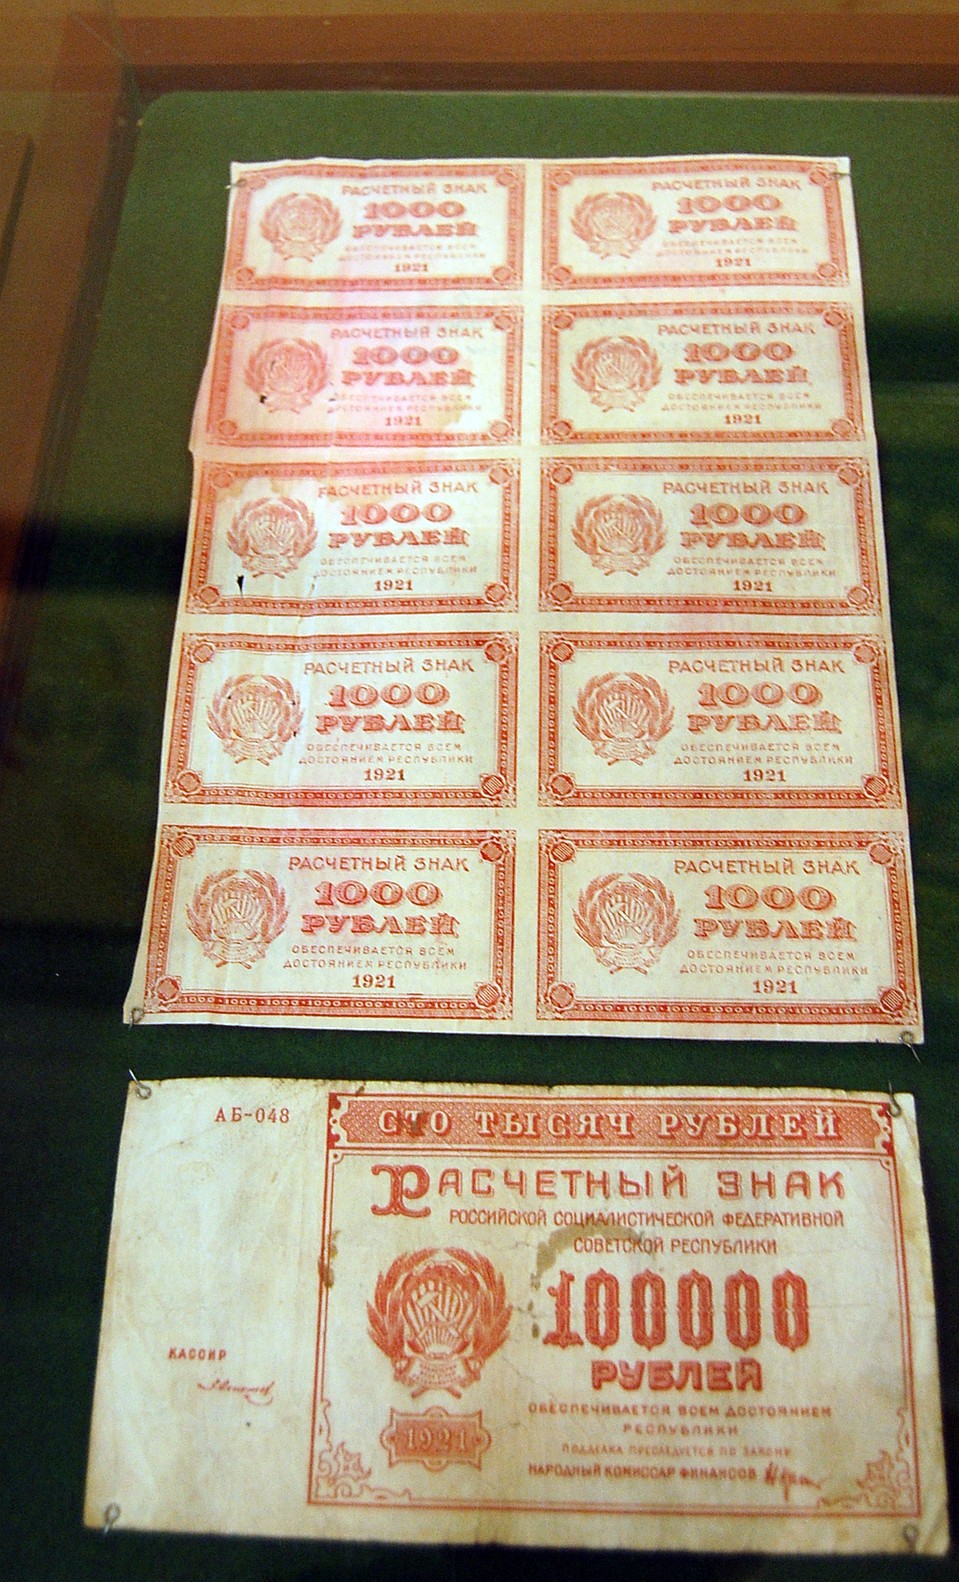 РАСЧЕТНЫЙ ЗНАК
1000
РУБЛЕЙ
ОБЕСПЕЧИВАЕТСЯ ВСЕМ
ДОСТОЯНИЕМ РЕСПУБЛИКИ
1921
РАСЧЕТНЫЙ ЗНАК
1000
РУБЛЕЙ
ОБЕСПЕЧИВАЕТСЯ ВСЕМ
ДОСТОЯНИЕМ РЕСПУБЛИКИ
1921
РАСЧЕТНЫЙ ЗНАК
1000
РУБЛЕЙ
ОБЕСПЕЧИВАЕТСЯ ВСЕМ
ДОСТОЯНИЕМ РЕСПУБЛИКИ
1921
РАСЧЕТНЫЙ ЗНАК
1000
РУБЛЕЙ
ОБЕСПЕЧИВАЕТСЯ ВСЕМ
ДОСТОЯНИЕМ РЕСПУБЛИКИ
1921
РАСЧЕТНЫЙ ЗНАК
1000
РУБЛЕЙ
ОБЕСПЕЧИВАЕТСЯ ВСЕМ
ДОСТОЯНИЕМ РЕСПУБЛИКИ
1921
РАСЧЕТНЫЙ ЗНАК
1000
РУБЛЕЙ
ОБЕСПЕЧИВАЕТСЯ ВСЕМ
ДОСТОЯНИЕМ РЕСПУБЛИКИ
1921
РАСЧЕТНЫЙ ЗНАК
1000
РУБЛЕЙ
ОБЕСПЕЧИВАЕТСЯ ВСЕМ
ДОСТОЯНИЕМ РЕСПУБЛИКИ
1921
РАСЧЕТНЫЙ ЗНАК
1000
РУБЛЕЙ
ОБЕСПЕЧИВАЕТСЯ ВСЕМ
ДОСТОЯНИЕМ РЕСПУБЛИКИ
1921
РАСЧЕТНЫЙ ЗНАК
1000
РУБЛЕЙ
ОБЕСПЕЧИВАЕТСЯ ВСЕМ
ДОСТОЯНИЕМ РЕСПУБЛИКИ
1921
РАСЧЕТНЫЙ ЗНАК
1000
РУБЛЕЙ
ОБЕСПЕЧИВАЕТСЯ ВСЕМ
ДОСТОЯНИЕМ РЕСПУБЛИКИ
1921
АБ-048
КАССИР
СТО ТЫСЯЧ РУБЛЕЙ
РАСЧЕТНЫЙ ЗНАК
РОССИЙСКОЙ СОЦИАЛИСТИЧЕСКОЙ ФЕДЕРАТИВНОЙ
СОВЕТСКОЙ РЕСПУБЛИКИ
100000
РУБЛЕЙ
1921
ОБЕСПЕЧИВАЕТСЯ ВСЕМ ДОСТОЯНИЕМ
РЕСПУБЛИКИ
ПОДДЕЛКА ПРЕСЛЕДУЕТСЯ ПО ЗАКОНУ
НАРОДНЫЙ КОМИССАР ФИНАНСОВ